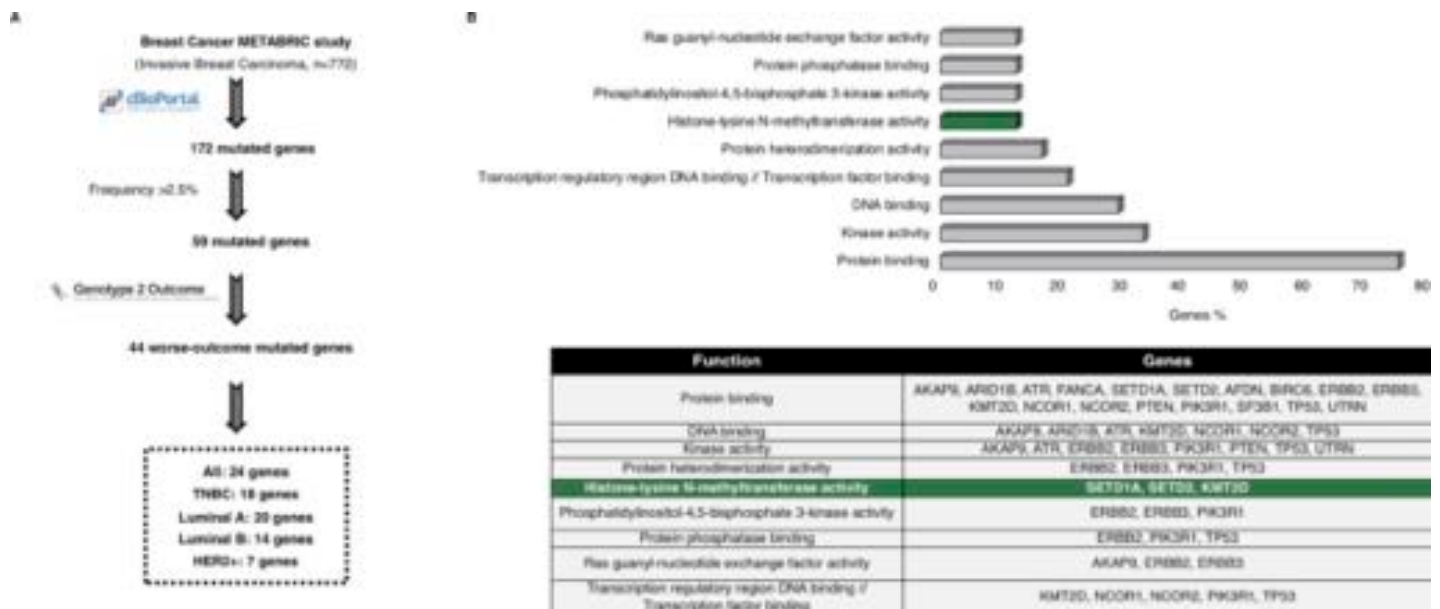 A
Breast Cancer METABRIC study
(Invasive Breast Carcinoma, n=772)
cBioPortal
172 mutated genes
Frequency >2.5%
59 mutated genes
Genotype 2 Outcome
44 worse-outcome mutated genes
All: 24 genes
TNBC: 18 genes
Luminal A: 20 genes
Luminal B: 14 genes
HER2+: 7 genes
B
Ras guanyl-nucleotide exchange factor activity
Protein phosphatase binding
Phosphatidylinositol-4,5-bisphosphate 3-kinase activity
Histone-lysine N-methyltransferase activity
Protein heterodimerization activity
Transcription regulatory region DNA binding // Transcription factor binding
DNA binding
Kinase activity
Protein binding
0 10 20 30 40 50 60 70 80
Genes %
Function Genes
Protein binding
AKAP9, ARID1B, ATR, FANCA, SETD1A, SETD2, AFDN, BIRC6, ERBB2, ERBB3,
KMT2D, NCOR1, NCOR2, PTEN, PIK3R1, SF3B1, TP53, UTRN
DNA binding AKAP9, ARID1B, ATR, KMT2D, NCOR1, NCOR2, TP53
Kinase activity AKAP9, ATR, ERBB2, ERBB3, PIK3R1, PTEN, TP53, UTRN
Protein heterodimerization activity ERBB2, ERBB3, PIK3R1, TP53
Histone-lysine N-methyltransferase activity SETD1A, SETD2, KMT2D
Phosphatidylinositol-4,5-bisphosphate 3-kinase activity ERBB2, ERBB3, PIK3R1
Protein phosphatase binding ERBB2, PIK3R1, TP53
Ras guanyl-nucleotide exchange factor activity AKAP9, ERBB2, ERBB3
Transcription regulatory region DNA binding //
Transcription factor binding
KMT2D, NCOR1, NCOR2, PIK3R1, TP53